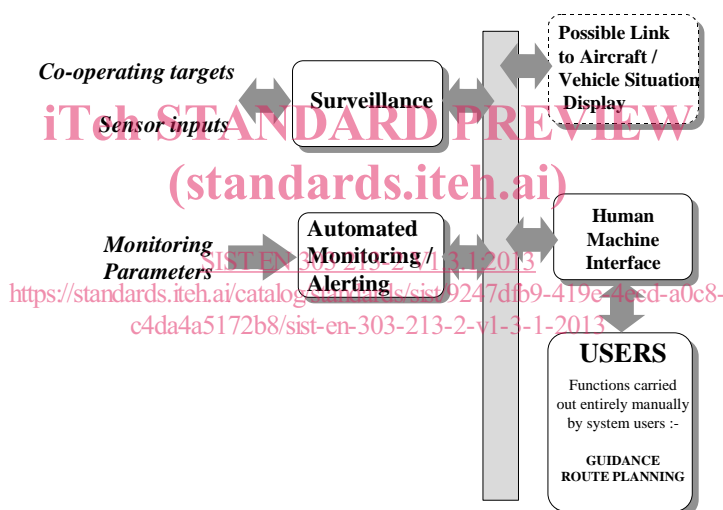 Co-operating targets
Sensor inputs
Surveillance
Possible Link
to Aircraft /
Vehicle Situation
Display
iTeh STANDARD PREVIEW
(standards.iteh.ai)
Monitoring
Parameters
Automated
Monitoring /
Alerting
Human
Machine
Interface
SIST EN 303 213-2 V1.3.1:2013
https://standards.iteh.ai/catalog/standards/sist/9247dfb9-419e-4ecd-a0c8-
c4da4a5172b8/sist-en-303-213-2-v1-3-1-2013
USERS
Functions carried
out entirely manually
by system users :-
GUIDANCE
ROUTE PLANNING